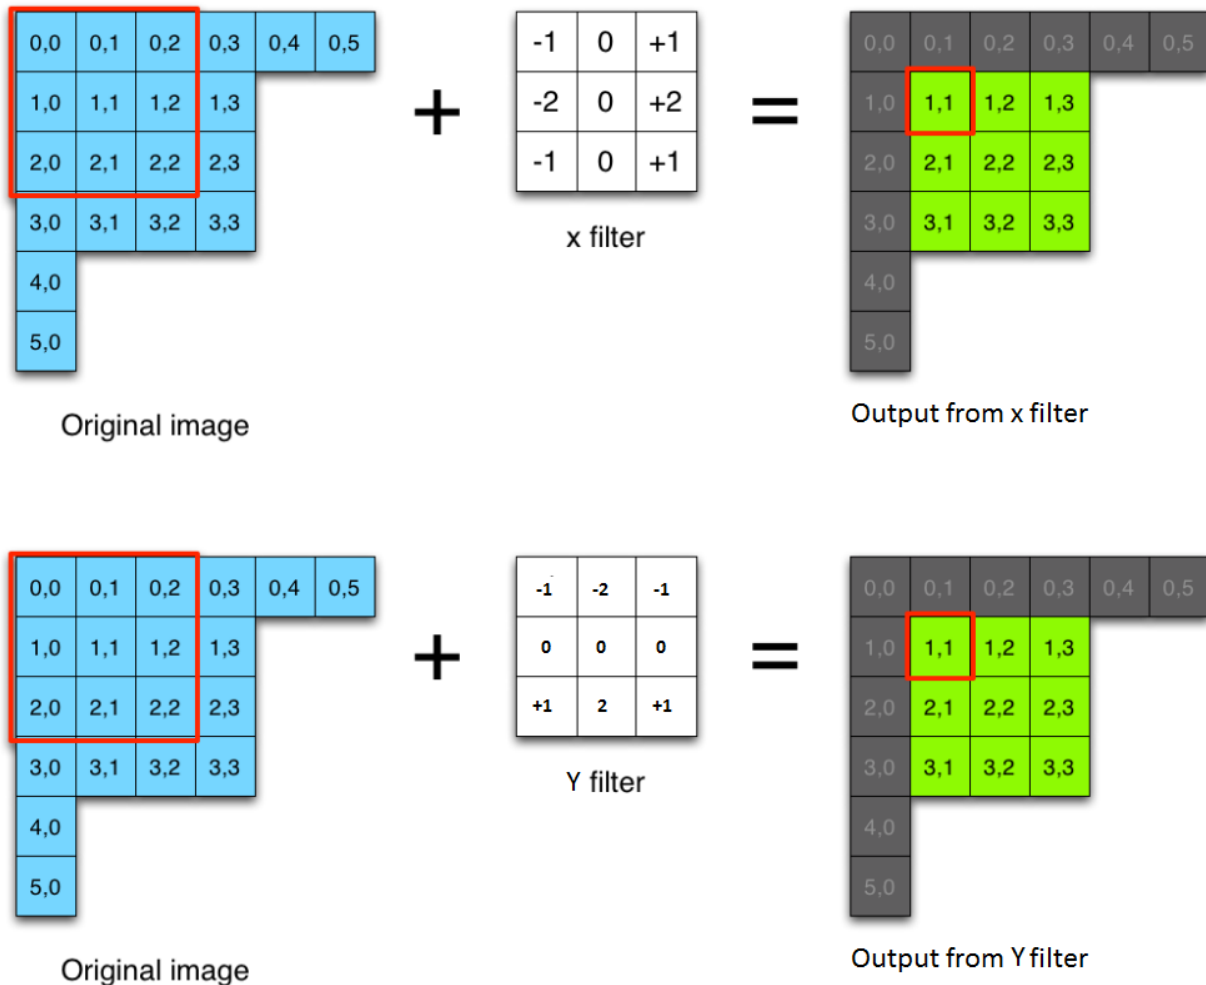 0,0 0,1 0,2 0,3 0,4 0,5 -1 0 +1 0,0 0,1 0,2 0,3 0,4 0,5
1,0 1,1 1,2 1,3 + -2 0 +2 = 1,0 1,1 1,2 1,3
2,0 2,1 2,2 2,3 -1 0 +1 2,0 2,1 2,2 2,3
3,0 3,1 3,2 3,3 x filter 3,0 3,1 3,2 3,3
4,0 4,0
5,0 5,0
Original image Output from x filter
0,0 0,1 0,2 0,3 0,4 0,5 -1 -2 -1 0,0 0,1 0,2 0,3 0,4 0,5
1,0 1,1 1,2 1,3 + 0 0 0 = 1,0 1,1 1,2 1,3
2,0 2,1 2,2 2,3 +1 2 +1 2,0 2,1 2,2 2,3
3,0 3,1 3,2 3,3 Y filter 3,0 3,1 3,2 3,3
4,0 4,0
5,0 5,0
Original image Output from Y filter